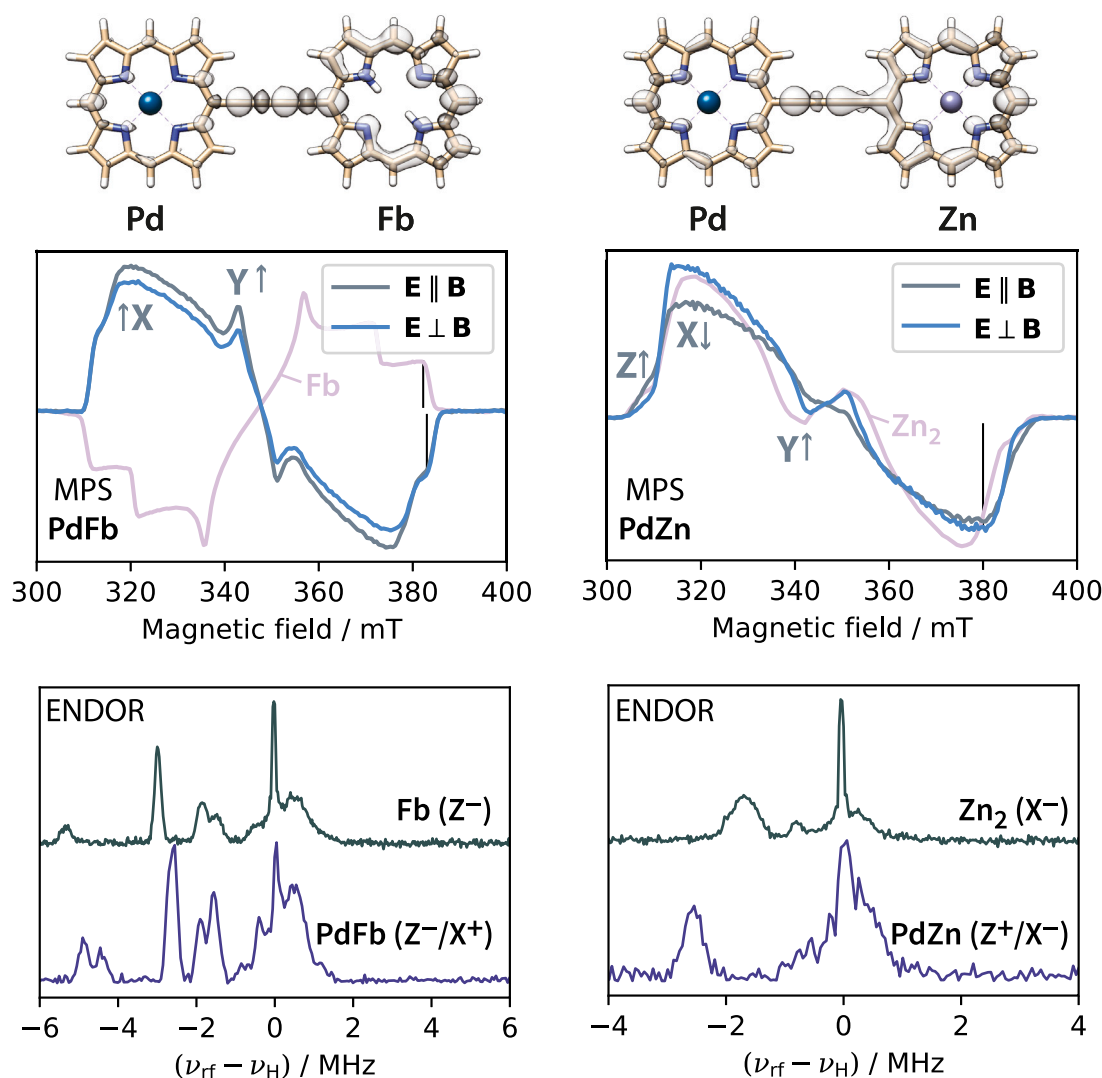 Pd Fb Pd Zn
E ∥ B
E ⊥ B
↑X
Y↑
Fb
MPS
PdFb
300 320 340 360 380 400
Magnetic field / mT
E ∥ B
E ⊥ B
Z↑
X↓
Y↑
Zn₂
MPS
PdZn
300 320 340 360 380 400
Magnetic field / mT
ENDOR
Fb (Z⁻)
PdFb (Z⁻/X⁺)
−6 −4 −2 0 2 4 6
(νrf − νH) / MHz
ENDOR
Zn₂ (X⁻)
PdZn (Z⁺/X⁻)
−4 −2 0 2 4
(νrf − νH) / MHz